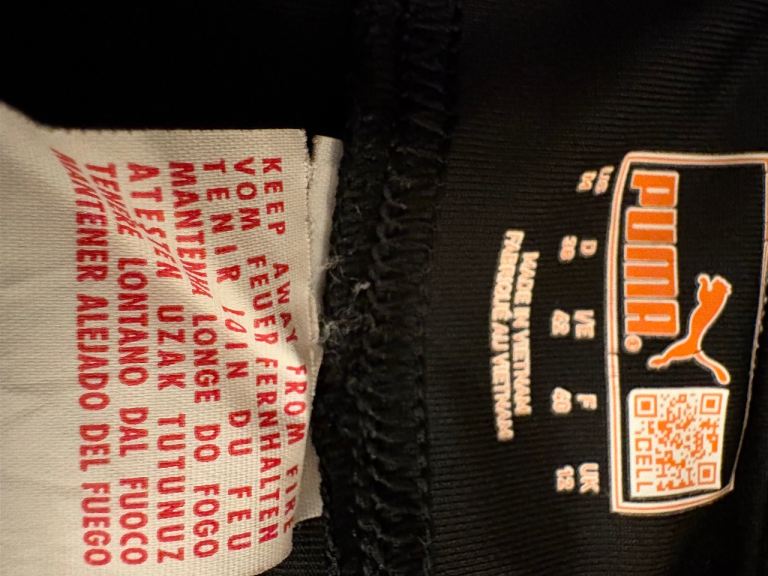 KEEP AWAY FROM FIRE
VOM FEUER FERNHALTEN
TENIR LOIN DU FEU
MANTENHA LONGE DO FOGO
ATEŞTEN UZAK TUTUNUZ
TENERE LONTANO DAL FUOCO
MANTENER ALEJADO DEL FUEGO
PUMA®
CELL
US D I/E F UK
M 38 42 40 12
MADE IN VIETNAM
FABRIQUÉ AU VIETNAM